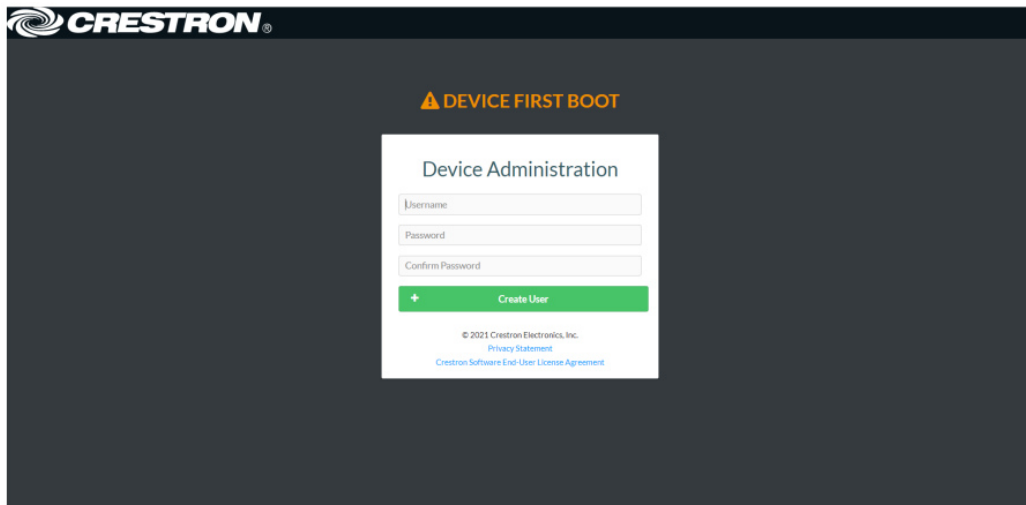 CRESTRON®
DEVICE FIRST BOOT
Device Administration
Username
Password
Confirm Password
Create User
© 2021 Crestron Electronics, Inc.
Privacy Statement
Crestron Software End-User License Agreement